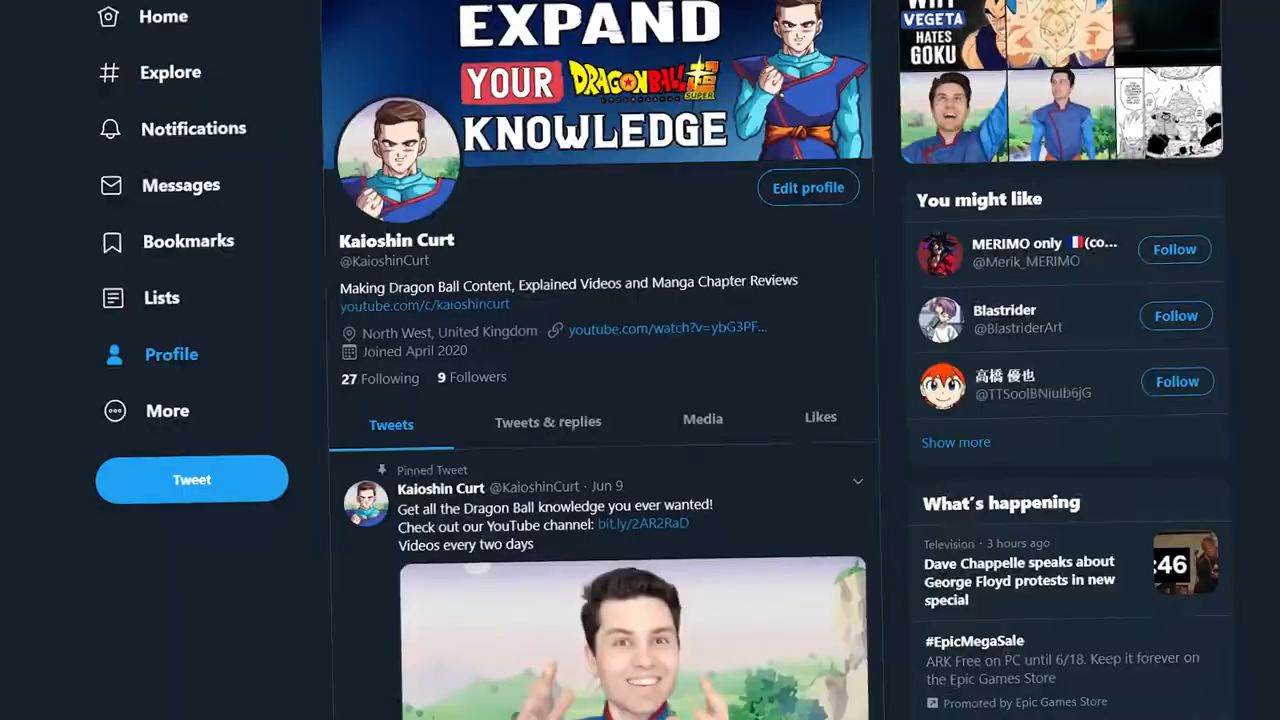 Home
Explore
Notifications
Messages
Bookmarks
Lists
Profile
More
Tweet
EXPAND
YOUR DRAGONBALL
SUPER
KNOWLEDGE
Edit profile
Kaioshin Curt
@KaioshinCurt
Making Dragon Ball Content, Explained Videos and Manga Chapter Reviews
youtube.com/c/kaioshincurt
North West, United Kingdom youtube.com/watch?v=ybG3PF...
Joined April 2020
27 Following 9 Followers
Tweets Tweets & replies Media Likes
Pinned Tweet
Kaioshin Curt @KaioshinCurt · Jun 9
Get all the Dragon Ball knowledge you ever wanted!
Check out our YouTube channel: bit.ly/2AR2RaD
Videos every two days
WHY
VEGETA
HATES
GOKU
You might like
MERIMO only 🇫🇷(co...
@Merik_MERIMO
Follow
Blastrider
@BlastriderArt
Follow
高橋 優也
@TTSoolBNiulb6jG
Follow
Show more
What's happening
Television · 3 hours ago
Dave Chappelle speaks about
George Floyd protests in new
special
:46
#EpicMegaSale
ARK Free on PC until 6/18. Keep it forever on
the Epic Games Store
Promoted by Epic Games Store